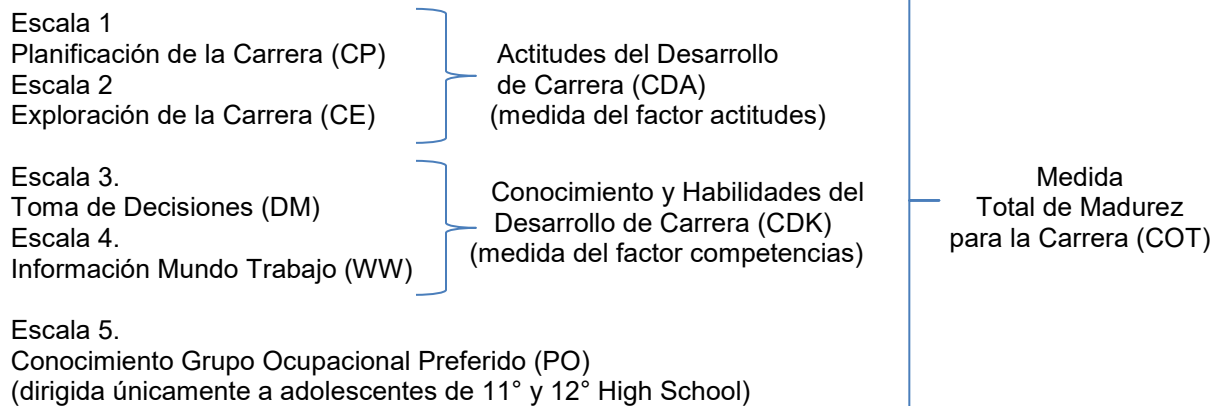 Escala 1
Planificación de la Carrera (CP)
Escala 2
Exploración de la Carrera (CE)
Actitudes del Desarrollo
de Carrera (CDA)
(medida del factor actitudes)
Escala 3.
Toma de Decisiones (DM)
Escala 4.
Información Mundo Trabajo (WW)
Conocimiento y Habilidades del
Desarrollo de Carrera (CDK)
(medida del factor competencias)
Medida
Total de Madurez
para la Carrera (COT)
Escala 5.
Conocimiento Grupo Ocupacional Preferido (PO)
(dirigida únicamente a adolescentes de 11° y 12° High School)